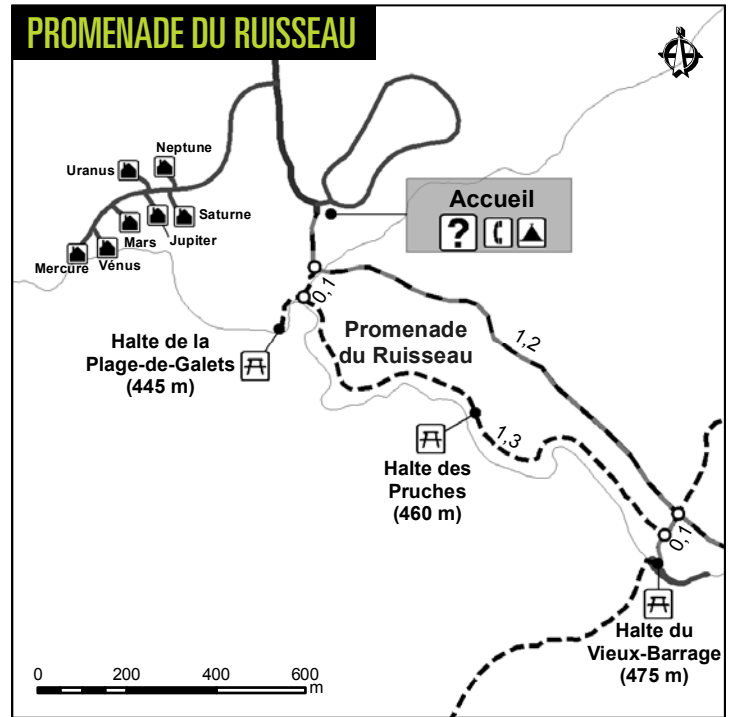 PROMENADE DU RUISSEAU
Neptune
Uranus
Saturne
Mars
Jupiter
Mercure
Vénus
Accueil
?
0,1
Halte de la
Plage-de-Galets
(445 m)
Promenade
du Ruisseau
1,2
1,3
Halte des
Pruches
(460 m)
0,1
Halte du
Vieux-Barrage
(475 m)
0 200 400 600
m